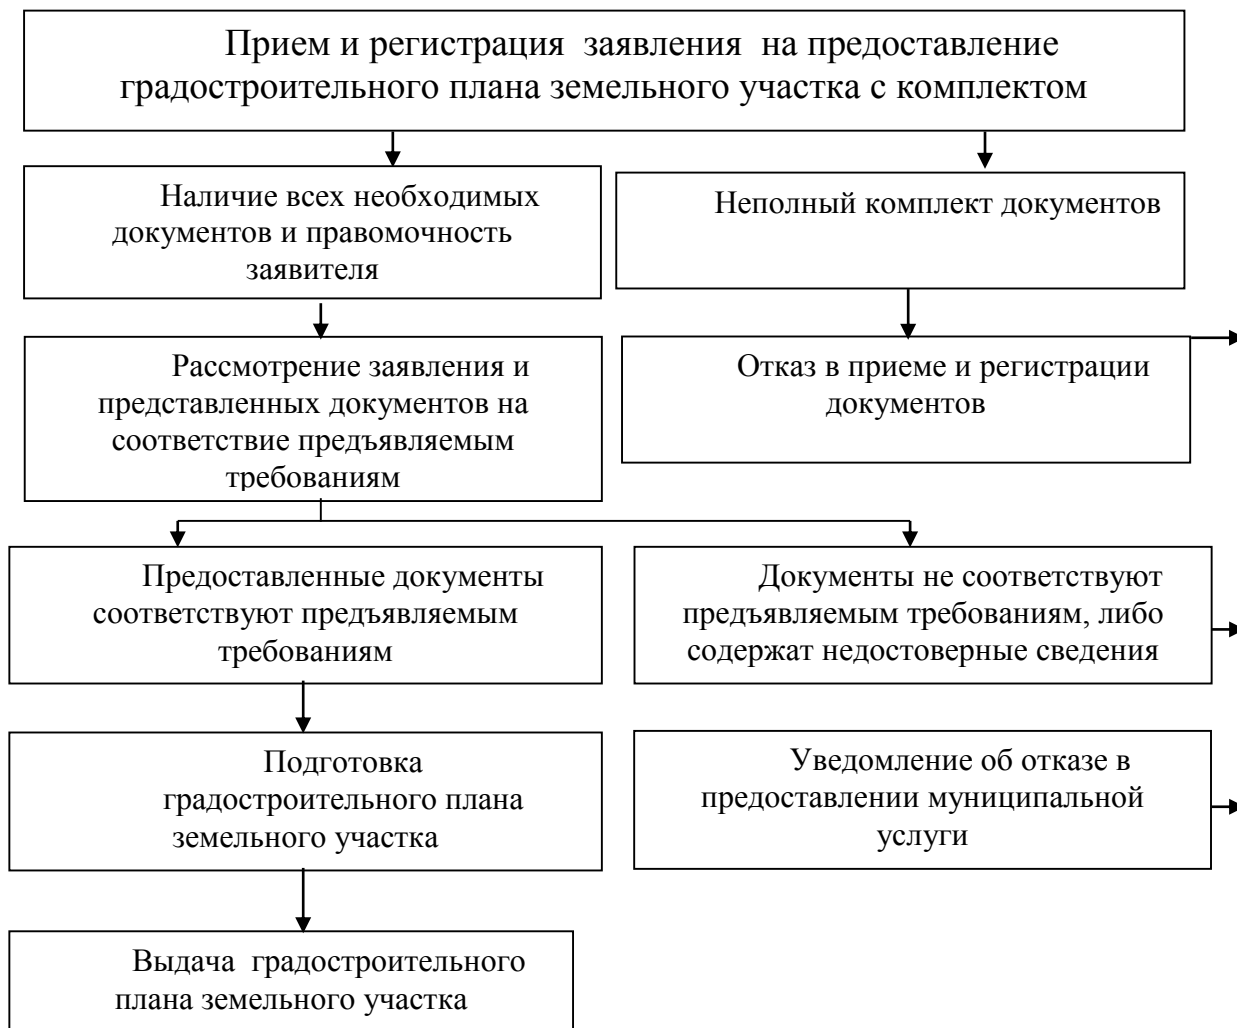 Прием и регистрация заявления на предоставление
градостроительного плана земельного участка с комплектом
Наличие всех необходимых
документов и правомочность
заявителя
Неполный комплект документов
Рассмотрение заявления и
представленных документов на
соответствие предъявляемым
требованиям
Отказ в приеме и регистрации
документов
Предоставленные документы
соответствуют предъявляемым
требованиям
Документы не соответствуют
предъявляемым требованиям, либо
содержат недостоверные сведения
Подготовка
градостроительного плана
земельного участка
Уведомление об отказе в
предоставлении муниципальной
услуги
Выдача градостроительного
плана земельного участка